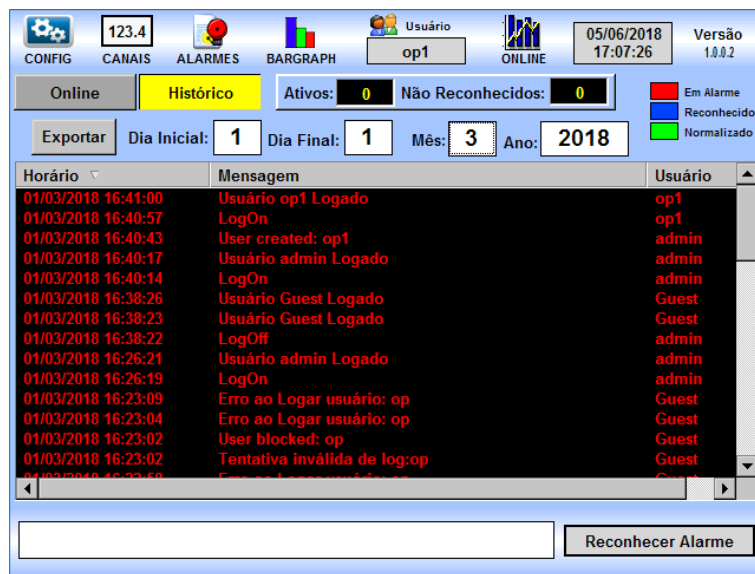 123.4 Usuário 05/06/2018 Versão
CONFIG CANAIS ALARMES BARGRAPH op1 ONLINE 17:07:26 1.0.0.2
Online Histórico Ativos: 0 Não Reconhecidos: 0 Em Alarme
Reconhecido
Exportar Dia Inicial: 1 Dia Final: 1 Mês: 3 Ano: 2018 Normalizado
Horário Mensagem Usuário
01/03/2018 16:41:00 Usuário op1 Logado op1
01/03/2018 16:40:57 LogOn op1
01/03/2018 16:40:43 User created: op1 admin
01/03/2018 16:40:17 Usuário admin Logado admin
01/03/2018 16:40:14 LogOn admin
01/03/2018 16:38:26 Usuário Guest Logado Guest
01/03/2018 16:38:23 Usuário Guest Logado Guest
01/03/2018 16:38:22 LogOff admin
01/03/2018 16:26:21 Usuário admin Logado admin
01/03/2018 16:26:19 LogOn admin
01/03/2018 16:23:09 Erro ao Logar usuário: op Guest
01/03/2018 16:23:04 Erro ao Logar usuário: op Guest
01/03/2018 16:23:02 User blocked: op Guest
01/03/2018 16:23:02 Tentativa inválida de log:op Guest
Reconhecer Alarme